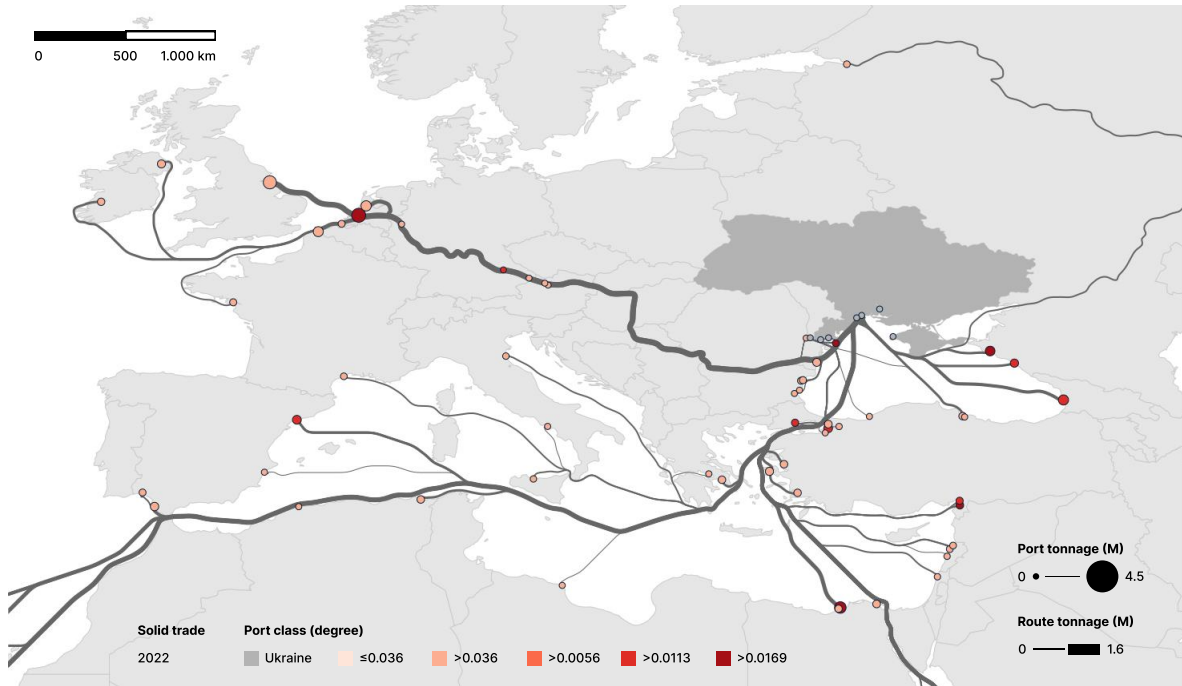 0 500 1.000 km
Port tonnage (M)
0 4.5
Route tonnage (M)
0 1.6
Solid trade Port class (degree)
2022 Ukraine ≤0.036 >0.036 >0.0056 >0.0113 >0.0169